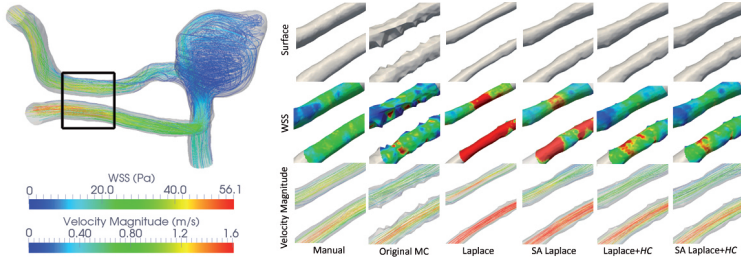 WSS (Pa)
0 20.0 40.0 56.1
Velocity Magnitude (m/s)
0 0.40 0.80 1.2 1.6
Surface
WSS
Velocity Magnitude
Manual Original MC Laplace SA Laplace Laplace+HC SA Laplace+HC